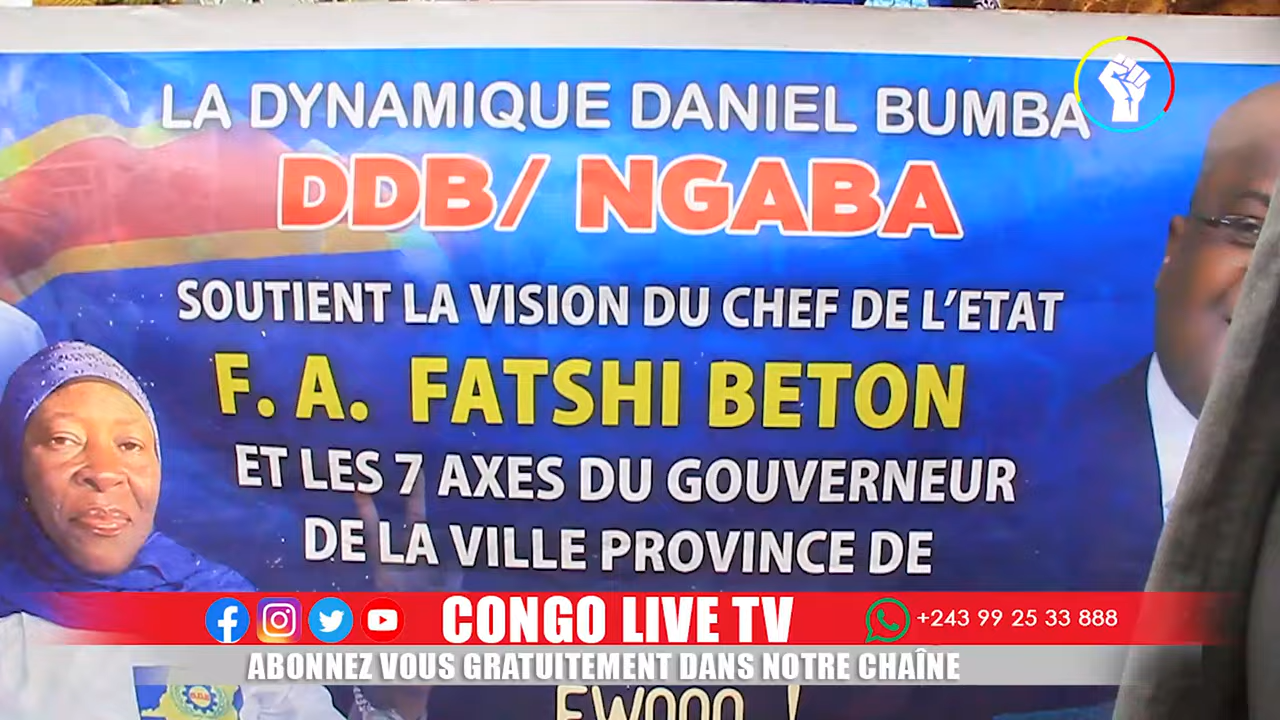 LA DYNAMIQUE DANIEL BUMBA
DDB/ NGABA
SOUTIENT LA VISION DU CHEF DE L'ETAT
F. A. FATSHI BETON
ET LES 7 AXES DU GOUVERNEUR
DE LA VILLE PROVINCE DE
CONGO LIVE TV
+243 99 25 33 888
ABONNEZ VOUS GRATUITEMENT DANS NOTRE CHAÎNE